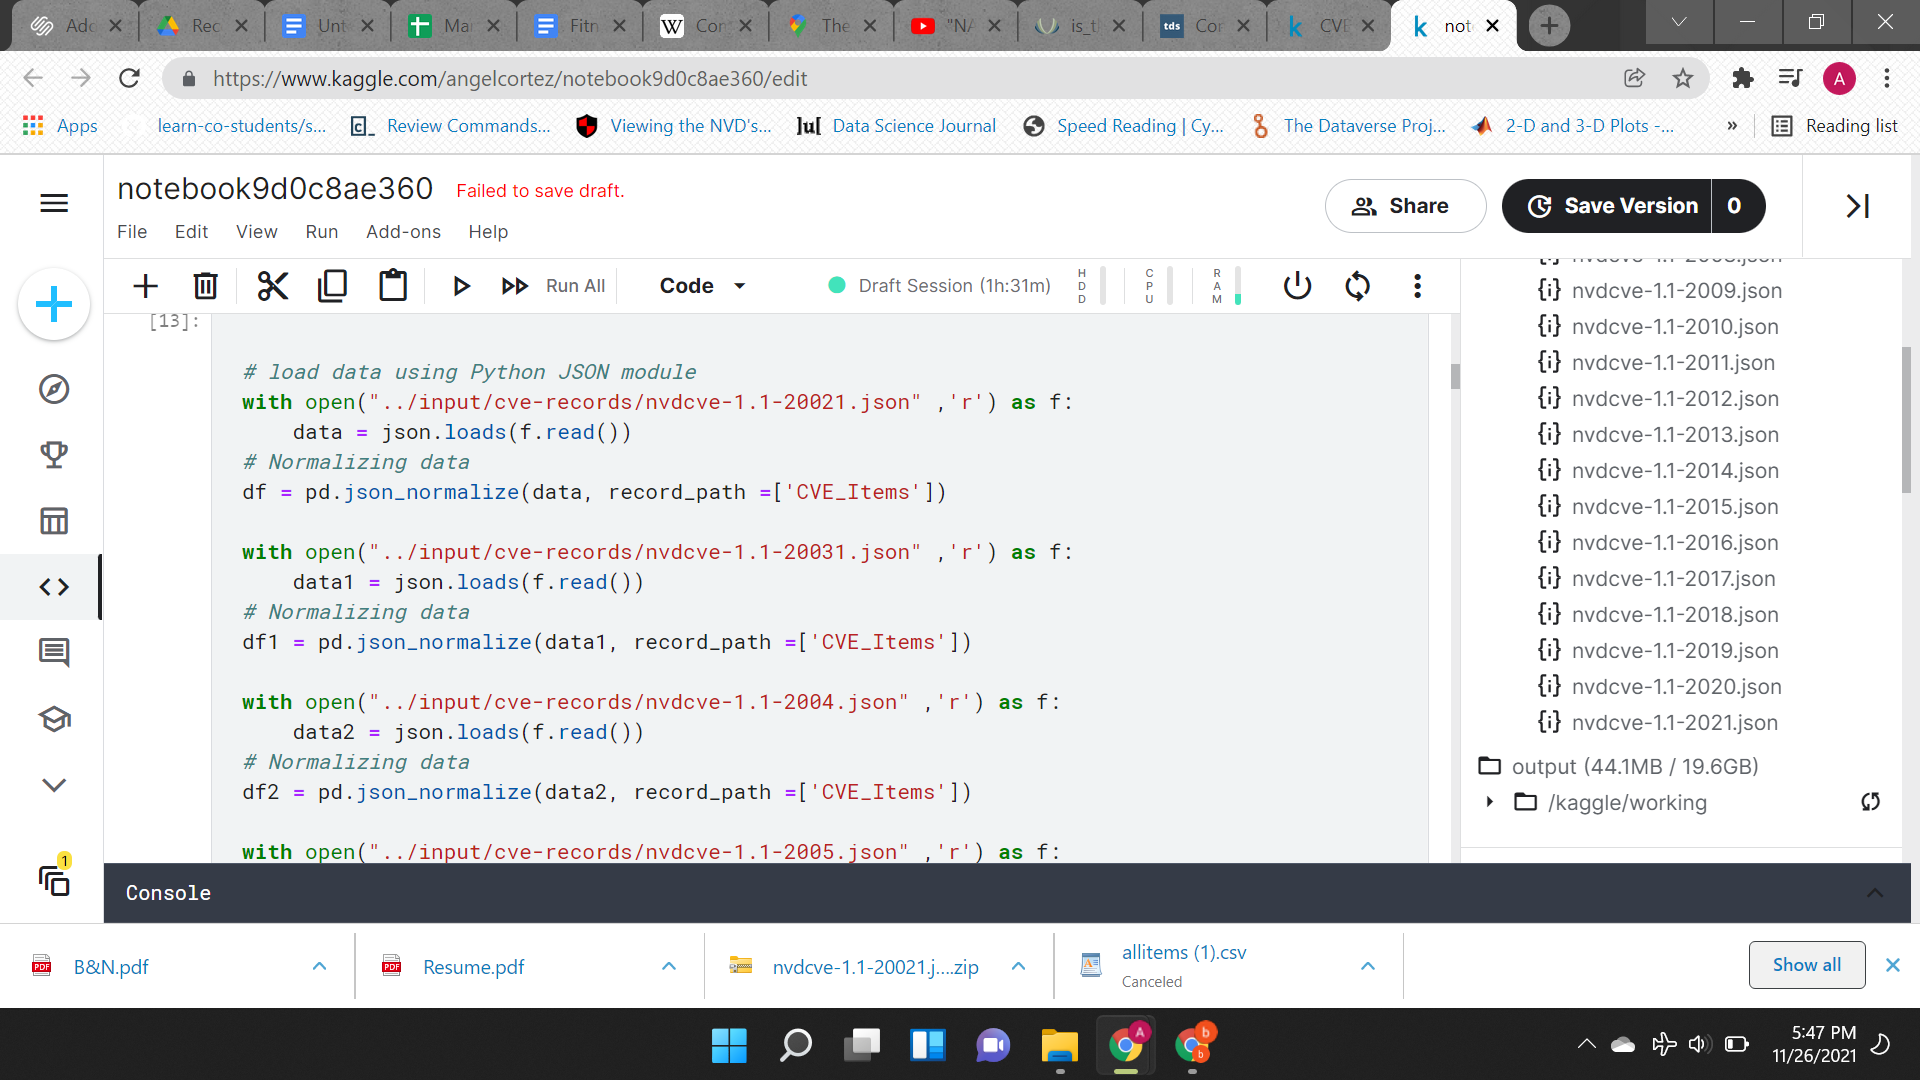 Add
Rec
Unt
Mar
Fitn
W Con
The
"NA
is_tl
tds Cor
k CVE
k note
https://www.kaggle.com/angelcortez/notebook9d0c8ae360/edit
A
Apps
learn-co-students/s...
Review Commands...
Viewing the NVD's...
Ju[ Data Science Journal
Speed Reading | Cy...
The Dataverse Proj...
2-D and 3-D Plots -...
»
Reading list
notebook9d0c8ae360 Failed to save draft.
Share
Save Version 0
File Edit View Run Add-ons Help
Run All
Code
Draft Session (1h:31m)
HDD
CPU
RAM
[13]:
# load data using Python JSON module
with open("../input/cve-records/nvdcve-1.1-20021.json" ,'r') as f:
data = json.loads(f.read())
# Normalizing data
df = pd.json_normalize(data, record_path =['CVE_Items'])
with open("../input/cve-records/nvdcve-1.1-20031.json" ,'r') as f:
data1 = json.loads(f.read())
# Normalizing data
df1 = pd.json_normalize(data1, record_path =['CVE_Items'])
with open("../input/cve-records/nvdcve-1.1-2004.json" ,'r') as f:
data2 = json.loads(f.read())
# Normalizing data
df2 = pd.json_normalize(data2, record_path =['CVE_Items'])
with open("../input/cve-records/nvdcve-1.1-2005.json" ,'r') as f:
{i} nvdcve-1.1-2009.json
{i} nvdcve-1.1-2010.json
{i} nvdcve-1.1-2011.json
{i} nvdcve-1.1-2012.json
{i} nvdcve-1.1-2013.json
{i} nvdcve-1.1-2014.json
{i} nvdcve-1.1-2015.json
{i} nvdcve-1.1-2016.json
{i} nvdcve-1.1-2017.json
{i} nvdcve-1.1-2018.json
{i} nvdcve-1.1-2019.json
{i} nvdcve-1.1-2020.json
{i} nvdcve-1.1-2021.json
output (44.1MB / 19.6GB)
/kaggle/working
1
Console
PDF B&N.pdf
PDF Resume.pdf
nvdcve-1.1-20021.j....zip
allitems (1).csv
Canceled
Show all
A
b
b
5:47 PM
11/26/2021